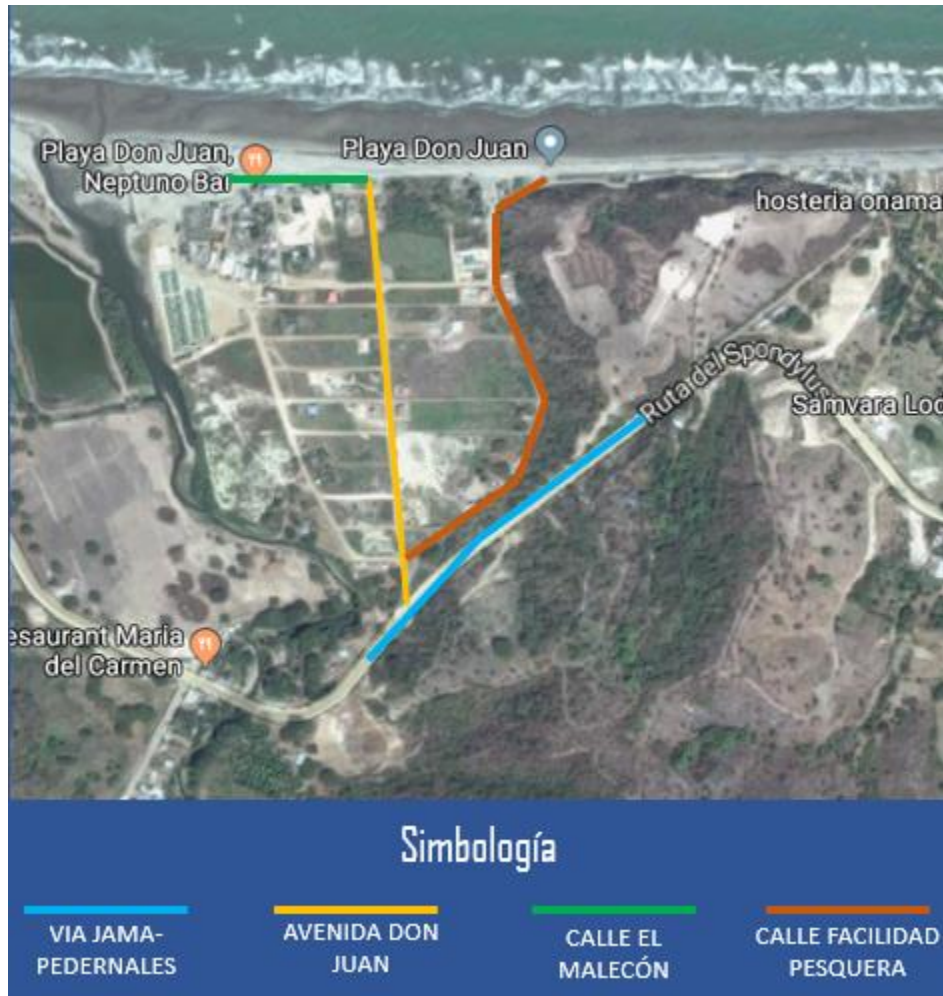 Playa Don Juan,
Neptuno Bar
Playa Don Juan
hosteria onama
Ruta del Spondylus
Samvara Lod
esaurant Maria
del Carmen
Simbología
VIA JAMA-
PEDERNALES
AVENIDA DON
JUAN
CALLE EL
MALECÓN
CALLE FACILIDAD
PESQUERA